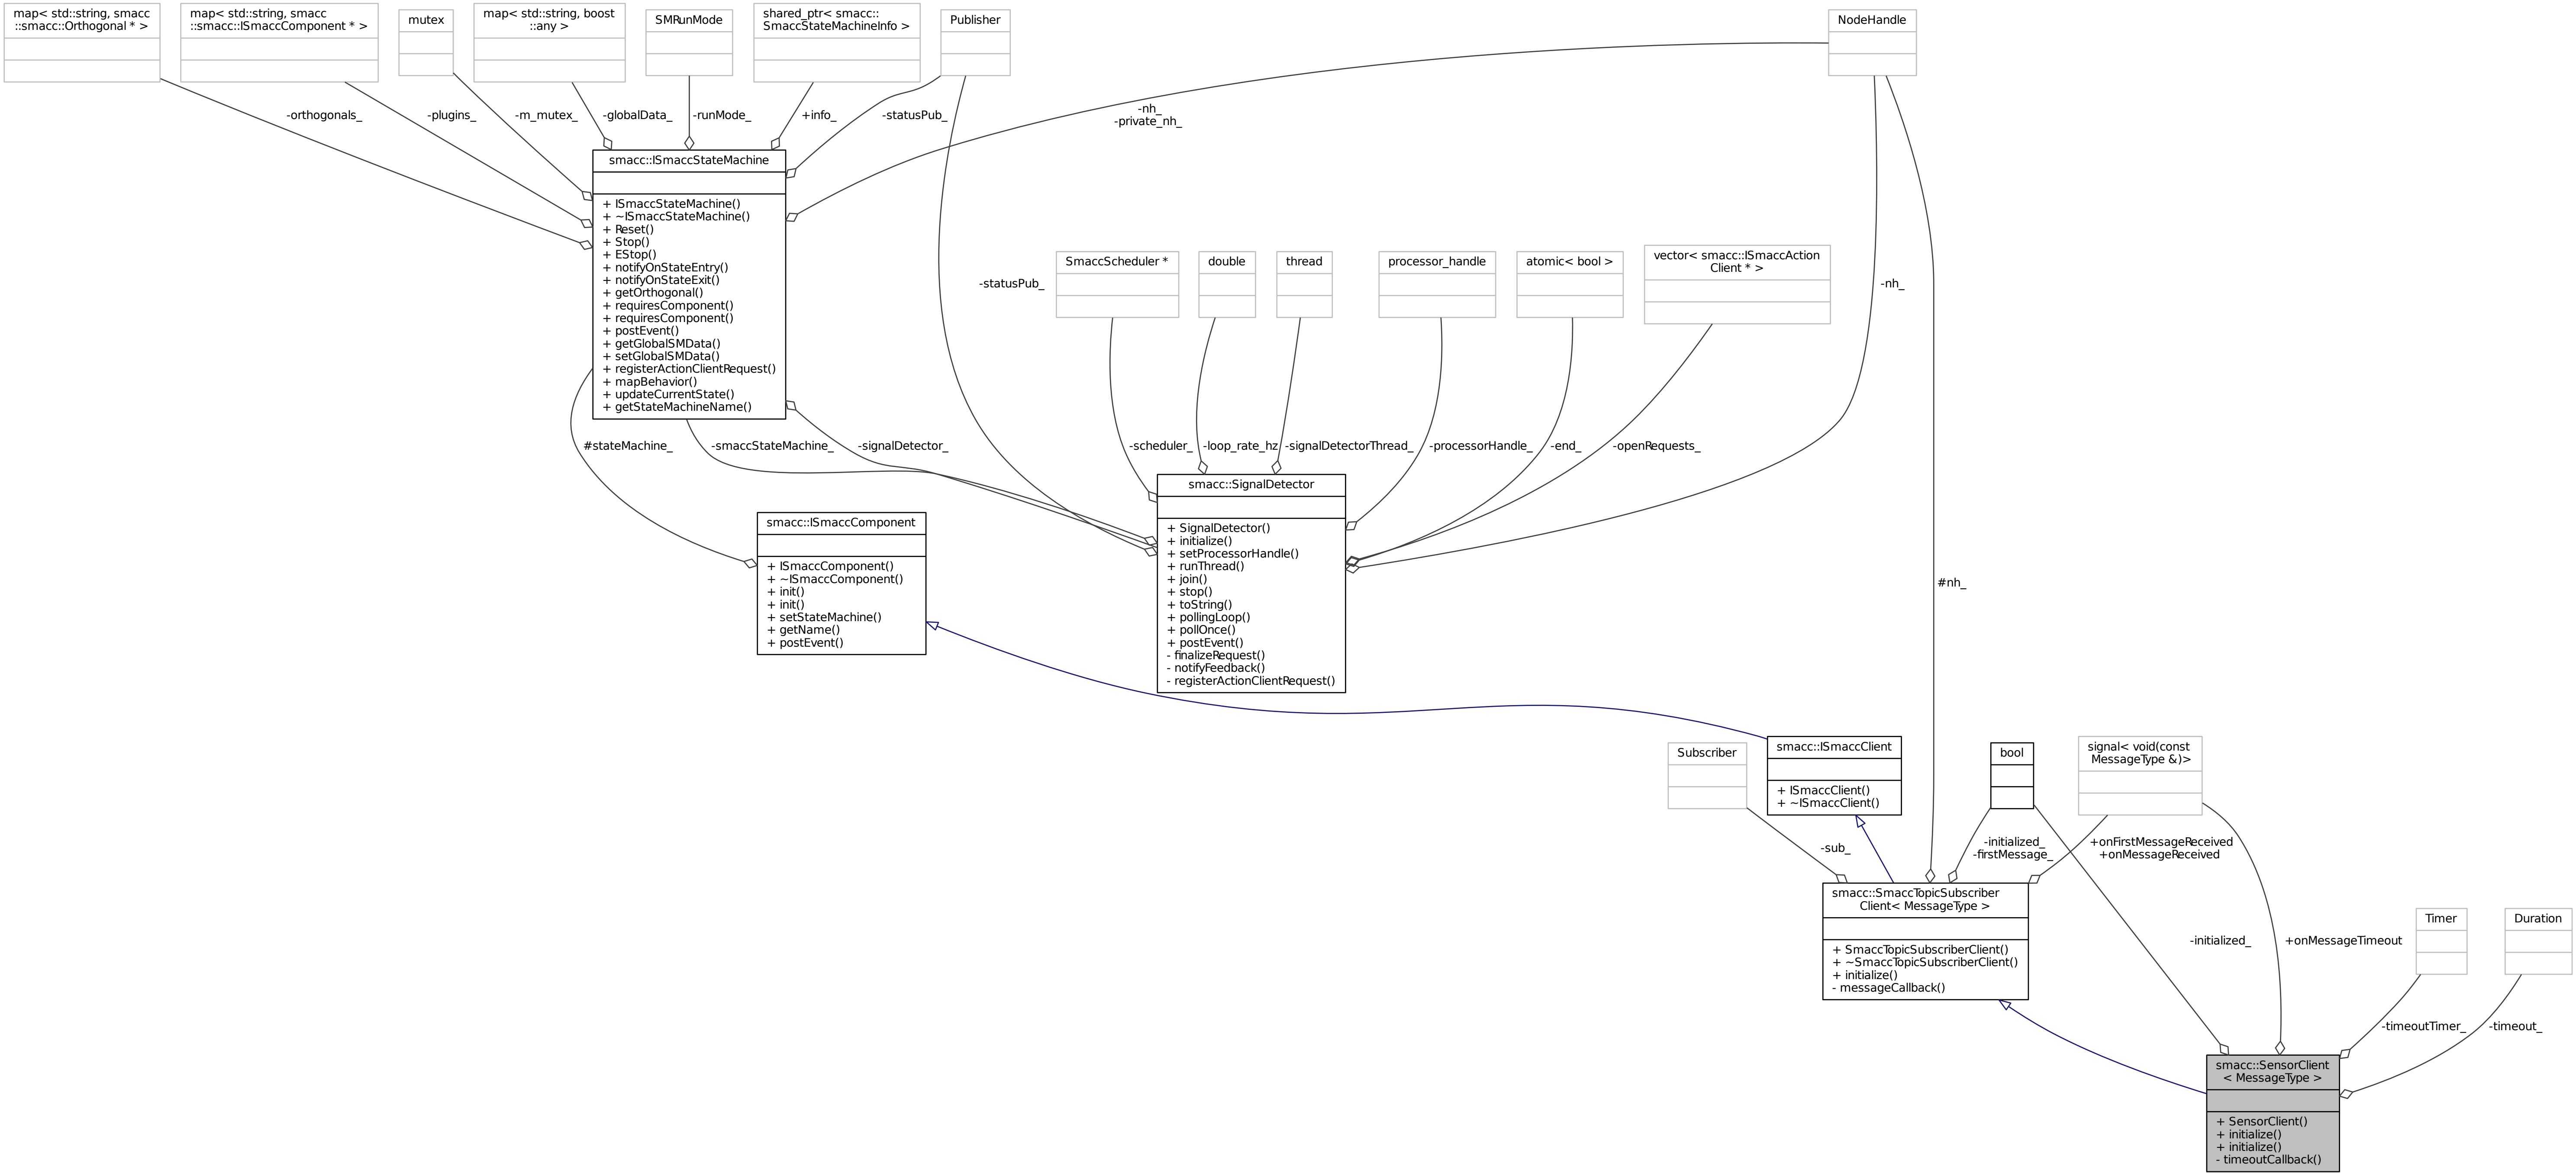 map< std::string, smacc
::smacc::Orthogonal * >
map< std::string, smacc
::smacc::ISmaccComponent * >
mutex
map< std::string, boost
::any >
SMRunMode
shared_ptr< smacc::
SmaccStateMachineInfo >
Publisher
NodeHandle
-orthogonals_
-plugins_
-m_mutex_
-globalData_
-runMode_
+info_
-statusPub_
-nh_
-private_nh_
smacc::ISmaccStateMachine
+ ISmaccStateMachine()
+ ~ISmaccStateMachine()
+ Reset()
+ Stop()
+ EStop()
+ notifyOnStateEntry()
+ notifyOnStateExit()
+ getOrthogonal()
+ requiresComponent()
+ requiresComponent()
+ postEvent()
+ getGlobalSMData()
+ setGlobalSMData()
+ registerActionClientRequest()
+ mapBehavior()
+ updateCurrentState()
+ getStateMachineName()
SmaccScheduler *
double
thread
processor_handle
atomic< bool >
vector< smacc::ISmaccAction
Client * >
-statusPub_
-nh_
#stateMachine_
-smaccStateMachine_
-signalDetector_
-scheduler_
-loop_rate_hz
-signalDetectorThread_
-processorHandle_
-end_
-openRequests_
smacc::SignalDetector
+ SignalDetector()
+ initialize()
+ setProcessorHandle()
+ runThread()
+ join()
+ stop()
+ toString()
+ pollingLoop()
+ pollOnce()
+ postEvent()
- finalizeRequest()
- notifyFeedback()
- registerActionClientRequest()
smacc::ISmaccComponent
+ ISmaccComponent()
+ ~ISmaccComponent()
+ init()
+ init()
+ setStateMachine()
+ getName()
+ postEvent()
#nh_
Subscriber
smacc::ISmaccClient
+ ISmaccClient()
+ ~ISmaccClient()
bool
signal< void(const
MessageType &)>
-sub_
-initialized_
-firstMessage_
+onFirstMessageReceived
+onMessageReceived
smacc::SmaccTopicSubscriber
Client< MessageType >
+ SmaccTopicSubscriberClient()
+ ~SmaccTopicSubscriberClient()
+ initialize()
- messageCallback()
Timer
Duration
-initialized_
+onMessageTimeout
-timeoutTimer_
-timeout_
smacc::SensorClient
< MessageType >
+ SensorClient()
+ initialize()
+ initialize()
- timeoutCallback()